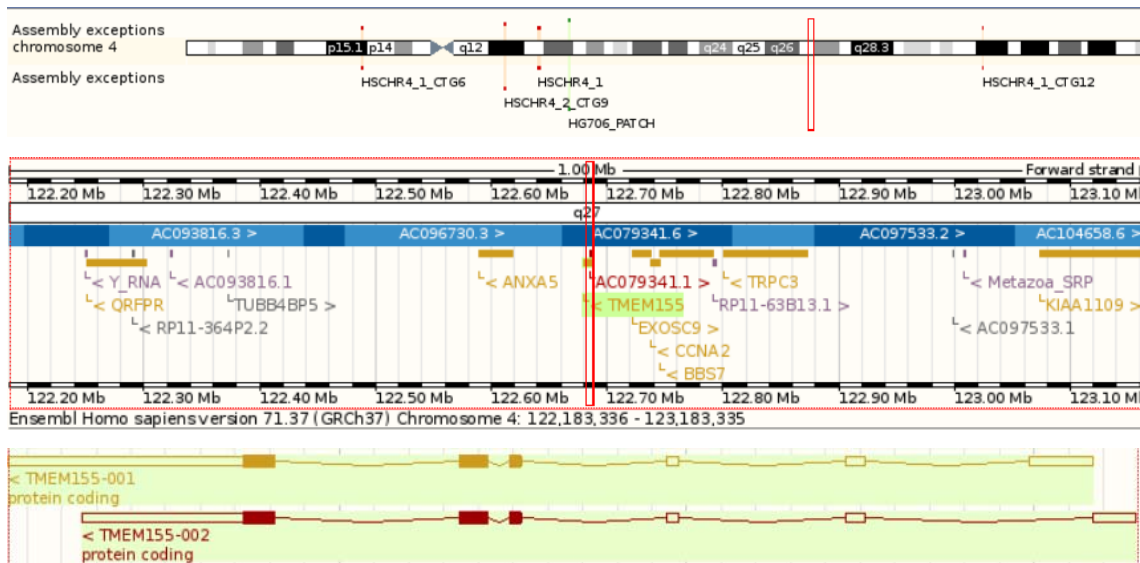 Assembly exceptions
chromosome 4 p15.1 p14 q12 q24 q25 q26 q28.3
Assembly exceptions
HSCHR4_1_CTG6 HSCHR4_1 HSCHR4_1_CTG12
HSCHR4_2_CTG9
HG706_PATCH
1.00 Mb Forward strand
122.20 Mb 122.30 Mb 122.40 Mb 122.50 Mb 122.60 Mb 122.70 Mb 122.80 Mb 122.90 Mb 123.00 Mb 123.10 M
q27
AC093816.3 > AC096730.3 > AC079341.6 > AC097533.2 > AC104658.6 >
< Y_RNA < AC093816.1 < ANXA5 AC079341.1 > < TRPC3 < Metazoa_SRP
< QRFPR TUBB4BP5 > < TMEM155 RP11-63B13.1 > KIAA1109 >
< RP11-364P2.2 EXOSC9 > < AC097533.1
< CCNA2
< BBS7
122.20 Mb 122.30 Mb 122.40 Mb 122.50 Mb 122.60 Mb 122.70 Mb 122.80 Mb 122.90 Mb 123.00 Mb 123.10 M
Ensembl Homo sapiens version 71.37 (GRCh37) Chromosome 4: 122,183,336 - 123,183,335
< TMEM155-001
protein coding
< TMEM155-002
protein coding